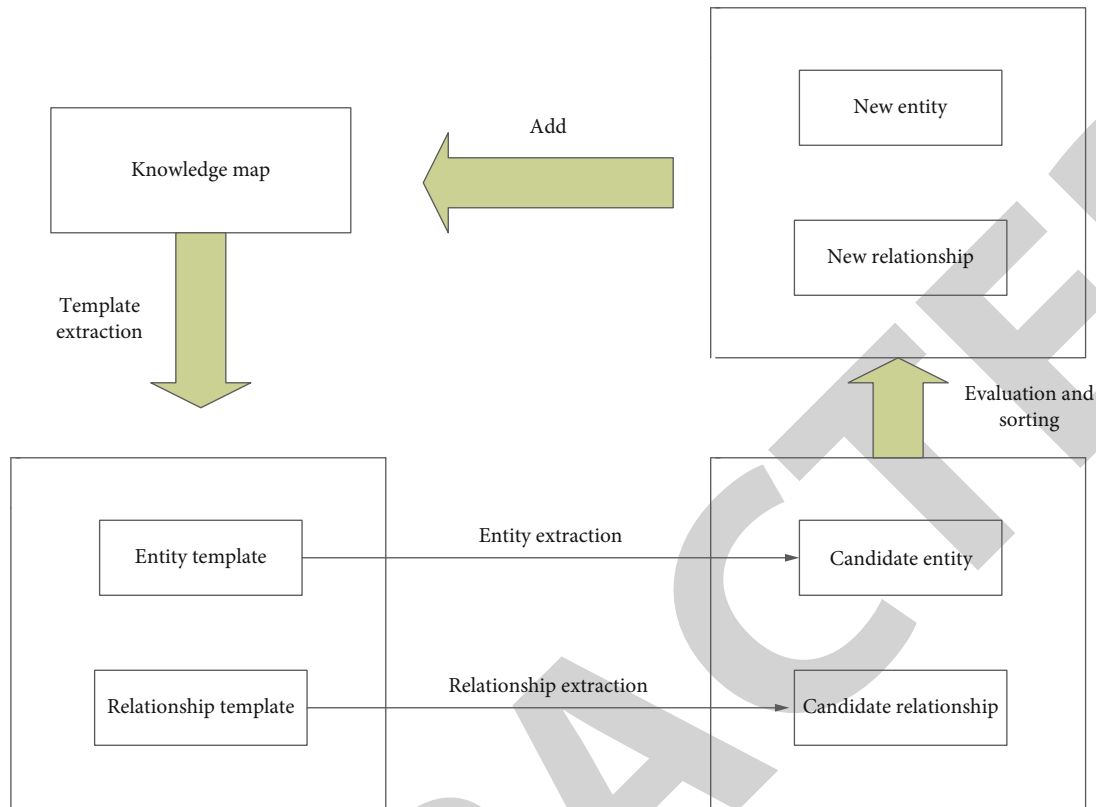 Knowledge map
Add
New entity
New relationship
Template
extraction
Evaluation and
sorting
Entity template
Entity extraction
Candidate entity
Relationship template
Relationship extraction
Candidate relationship